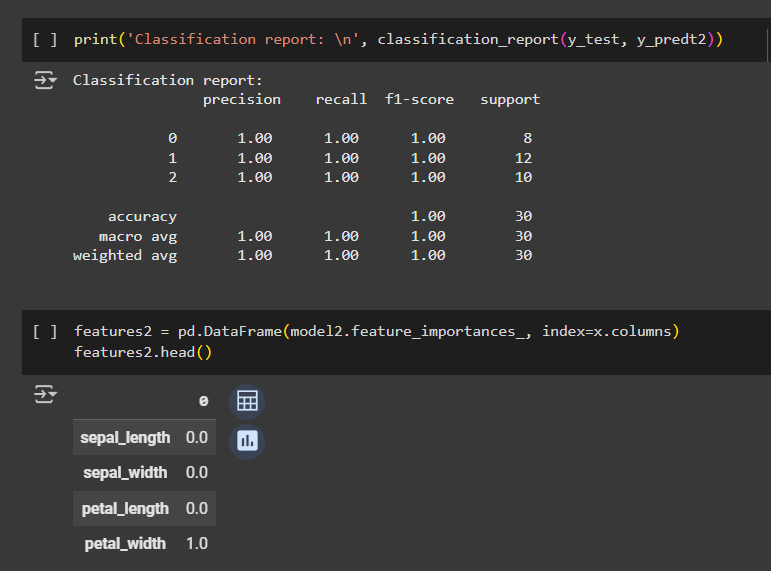 [ ] print('Classification report: \n', classification_report(y_test, y_predt2))
Classification report:
precision recall f1-score support
0 1.00 1.00 1.00 8
1 1.00 1.00 1.00 12
2 1.00 1.00 1.00 10
accuracy 1.00 30
macro avg 1.00 1.00 1.00 30
weighted avg 1.00 1.00 1.00 30
[ ] features2 = pd.DataFrame(model2.feature_importances_, index=x.columns)
features2.head()
0
sepal_length 0.0
sepal_width 0.0
petal_length 0.0
petal_width 1.0